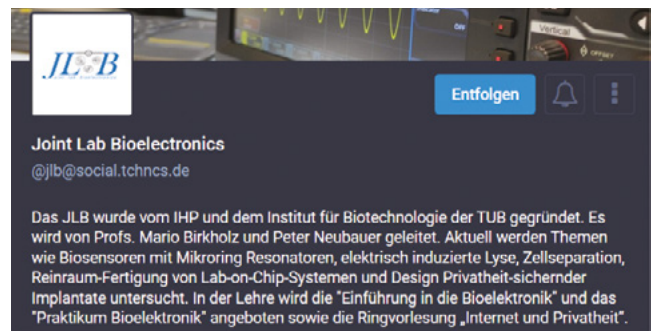 Vertical
OFFSET
JLB
Entfolgen
Joint Lab Bioelectronics
@jlb@social.tchncs.de
Das JLB wurde vom IHP und dem Institut für Biotechnologie der TUB gegründet. Es
wird von Profs. Mario Birkholz und Peter Neubauer geleitet. Aktuell werden Themen
wie Biosensoren mit Mikroring Resonatoren, elektrisch induzierte Lyse, Zellseparation,
Reinraum-Fertigung von Lab-on-Chip-Systemen und Design Privatheit-sichernder
Implantate untersucht. In der Lehre wird die "Einführung in die Bioelektronik" und das
"Praktikum Bioelektronik" angeboten sowie die Ringvorlesung „Internet und Privatheit".